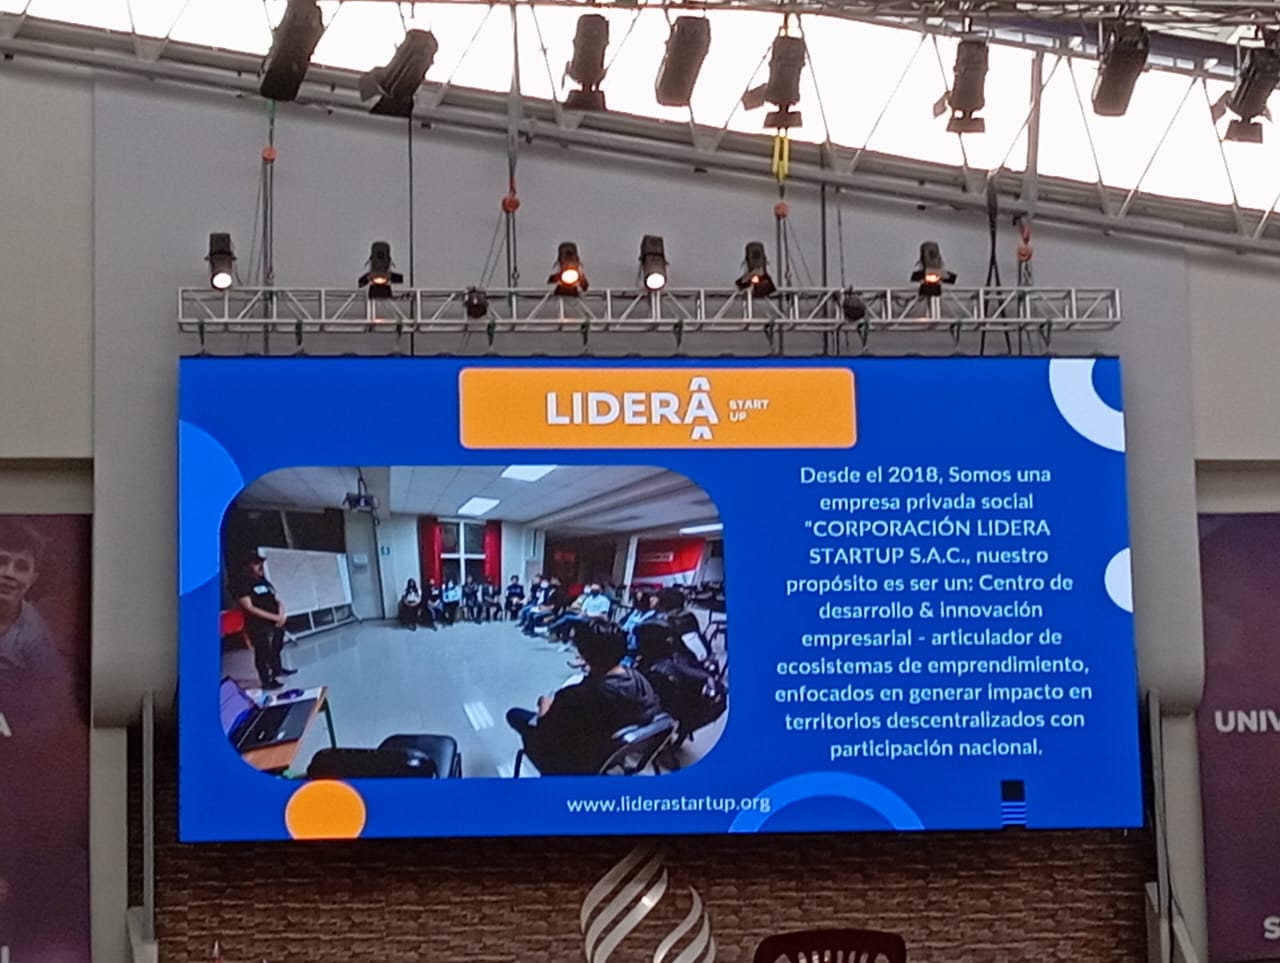 LIDERA START UP
Desde el 2018, Somos una
empresa privada social
"CORPORACIÓN LIDERA
STARTUP S.A.C., nuestro
propósito es ser un: Centro de
desarrollo & innovación
empresarial - articulador de
ecosistemas de emprendimiento,
enfocados en generar impacto en
territorios descentralizados con
participación nacional.
www.liderastartup.org
A
UNIV
S